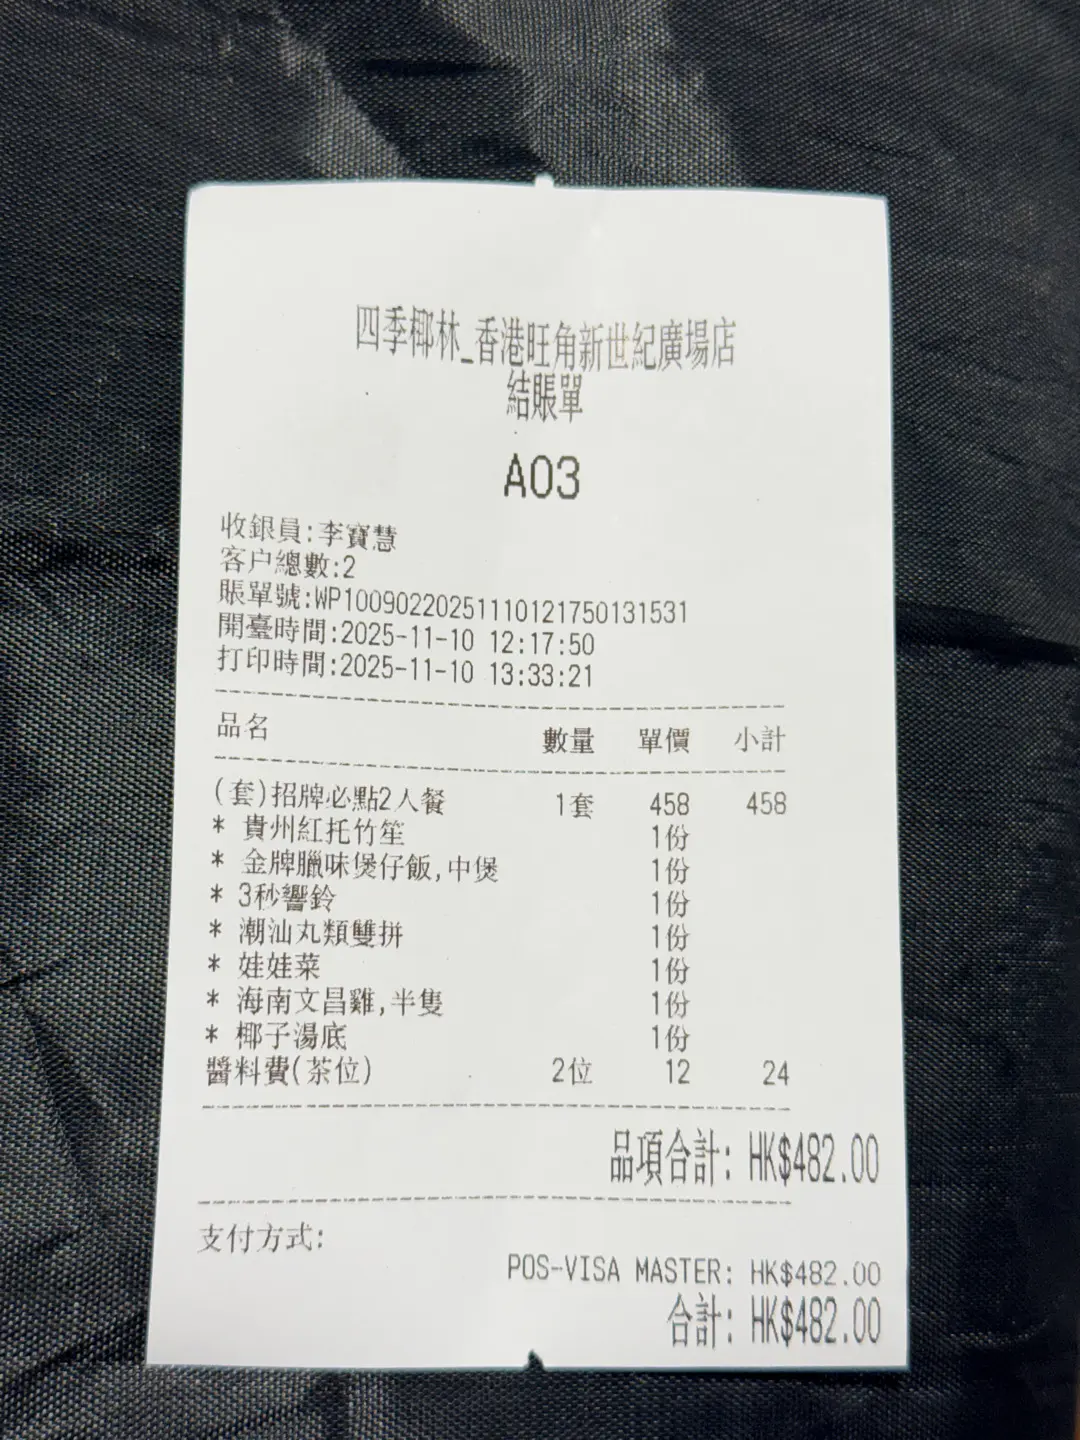 四季椰林_香港旺角新世紀廣場店
結賬單
A03
收銀員:李寶慧
客户總數:2
賬單號:WP10090220251110121750131531
開臺時間:2025-11-10 12:17:50
打印時間:2025-11-10 13:33:21
品名 數量 單價 小計
(套)招牌必點2人餐 1套 458 458
* 貴州紅托竹笙 1份
* 金牌臘味煲仔飯,中煲 1份
* 3秒響鈴 1份
* 潮汕丸類雙拼 1份
* 娃娃菜 1份
* 海南文昌雞,半隻 1份
* 椰子湯底 1份
醬料費(茶位) 2位 12 24
品項合計: HK$482.00
支付方式:
POS-VISA MASTER: HK$482.00
合計: HK$482.00